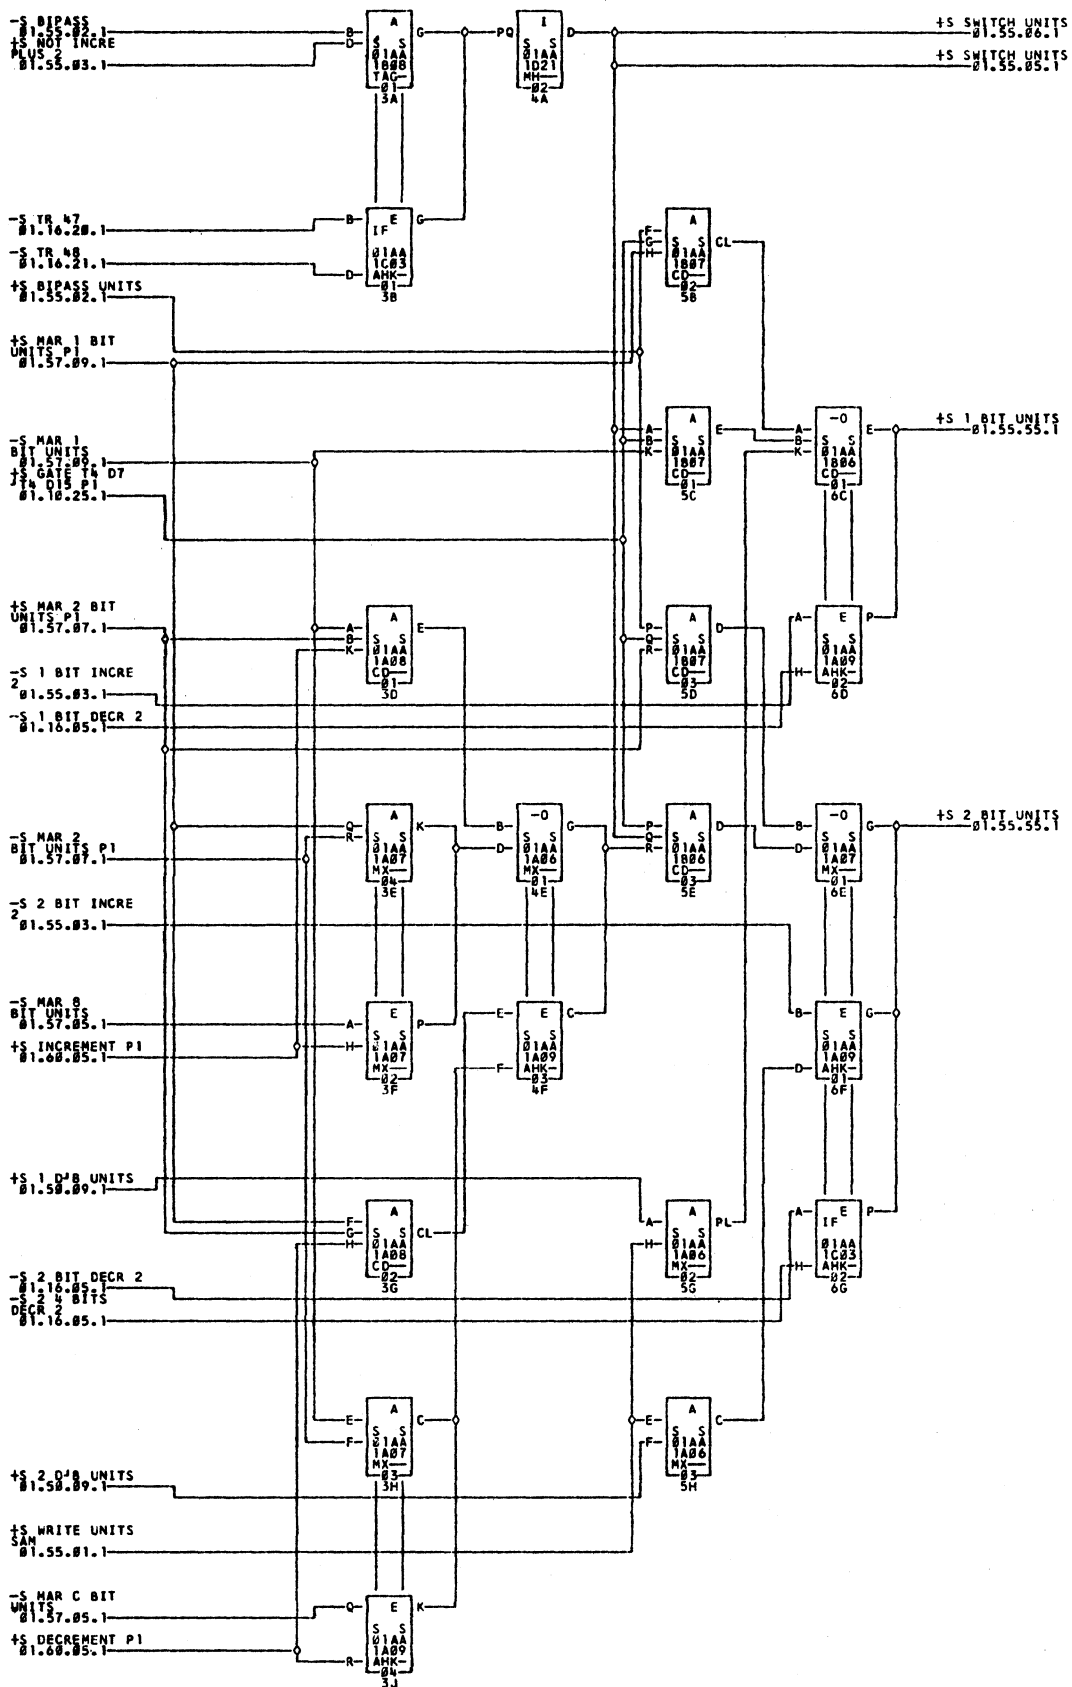 -S BIPASS
01.55.02.1
+S NOT INCRE
PLUS 2
01.55.03.1
B
D
A
S S
01AA
1B08
TAG-
01
3A
G
PQ
I
01AA
1D21
MH-
02
4A
D
+S SWITCH UNITS
01.55.06.1
+S SWITCH UNITS
01.55.05.1
-S TR 47
01.16.20.1
-S TR 48
01.16.21.1
B
D
E
IF
01AA
1C03
AHK-
01
3B
G
+S BIPASS UNITS
01.55.02.1
+S MAR 1 BIT
UNITS P1
01.57.09.1
F
G
H
A
S S
01AA
1B07
CD-
02
5B
CL
-S MAR 1
BIT UNITS
01.57.09.1
+S GATE T4 D7
T4 D15 P1
01.10.25.1
A
B
K
A
S S
01AA
1B07
CD-
01
5C
E
A
B
K
-O
S S
01AA
1B06
CD-
01
6C
E
+S 1 BIT UNITS
01.55.55.1
+S MAR 2 BIT
UNITS P1
01.57.07.1
-S 1 BIT INCRE
2
01.55.03.1
-S 1 BIT DECR 2
01.16.05.1
A
B
K
A
S S
01AA
1A08
CD-
01
3D
E
P
Q
R
A
S S
01AA
1B07
CD-
03
5D
D
A
H
E
S S
01AA
1A09
AHK-
02
6D
P
-S MAR 2
BIT UNITS P1
01.57.07.1
-S 2 BIT INCRE
2
01.55.03.1
Q
R
A
S S
01AA
1A07
MX-
04
3E
K
B
D
-O
S S
01AA
1A06
MX-
01
4E
G
P
Q
R
A
S S
01AA
1B06
CD-
03
5E
D
B
D
-O
S S
01AA
1A07
MX-
01
6E
G
+S 2 BIT UNITS
01.55.55.1
-S MAR 8
BIT UNITS
01.57.05.1
+S INCREMENT P1
01.60.05.1
A
H
E
S S
01AA
1A07
MX-
02
3F
P
E
F
E
S S
01AA
1A09
AHK-
03
4F
C
B
D
E
S S
01AA
1A09
AHK-
01
6F
G
+S 1 D'B UNITS
01.50.09.1
F
G
H
A
S S
01AA
1A08
CD-
02
3G
CL
A
H
A
S S
01AA
1A06
MX-
02
5G
PL
A
H
E
IF
01AA
1C03
AHK-
02
6G
P
-S 2 BIT DECR 2
01.16.05.1
-S 2 4 BITS
DECR 2
01.16.05.1
E
F
A
S S
01AA
1A07
MX-
03
3H
C
E
F
A
S S
01AA
1A06
MX-
03
5H
C
+S 2 D'B UNITS
01.50.09.1
+S WRITE UNITS
SAM
01.55.01.1
-S MAR C BIT
UNITS
01.57.05.1
+S DECREMENT P1
01.60.05.1
Q
R
E
S S
01AA
1A09
AHK-
04
3J
K